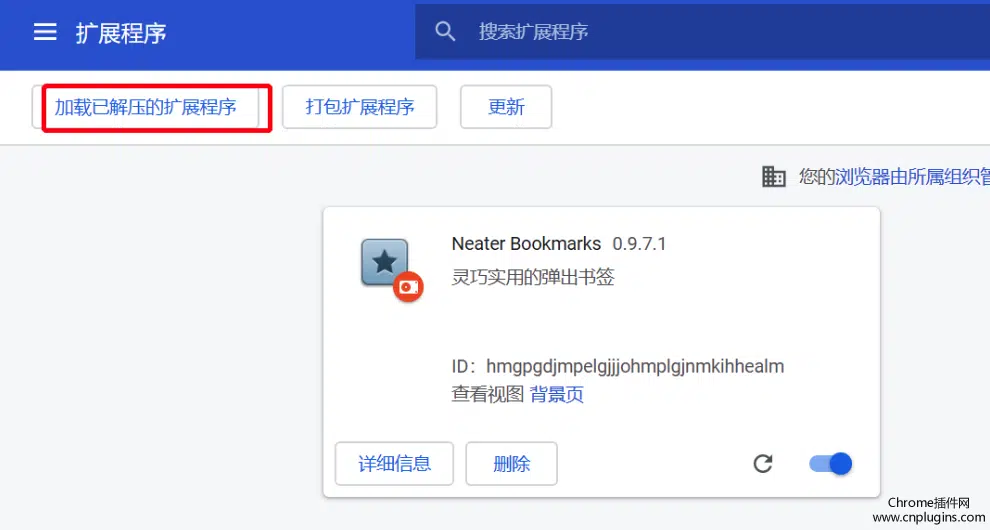 扩展程序
搜索扩展程序
加载已解压的扩展程序
打包扩展程序
更新
您的浏览器由所属组织管
Neater Bookmarks 0.9.7.1
灵巧实用的弹出书签
ID：hmgpgdjmpelgjjjohmplgjnmkihhealm
查看视图 背景页
详细信息
删除
Chrome插件网
www.cnplugins.com